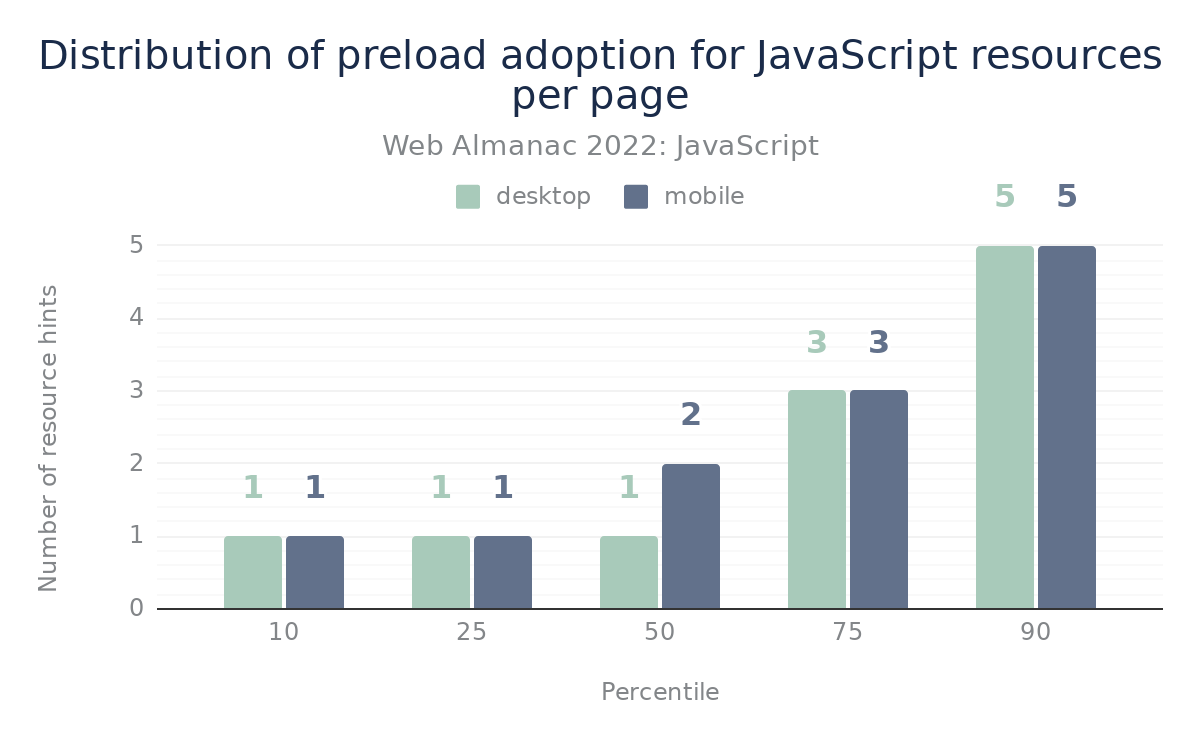 Distribution of preload adoption for JavaScript resources
per page
Web Almanac 2022: JavaScript
desktop mobile
5 5
5
4
3 3
3
2
2
1 1 1 1 1
1
0
10 25 50 75 90
Number of resource hints
Percentile